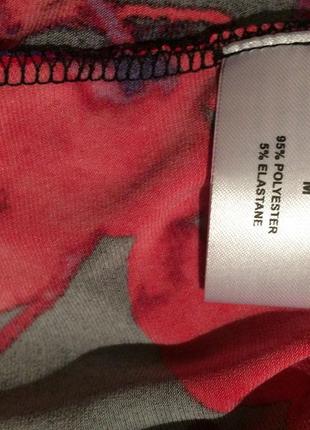 M
95% POLYESTER
5% ELASTANE